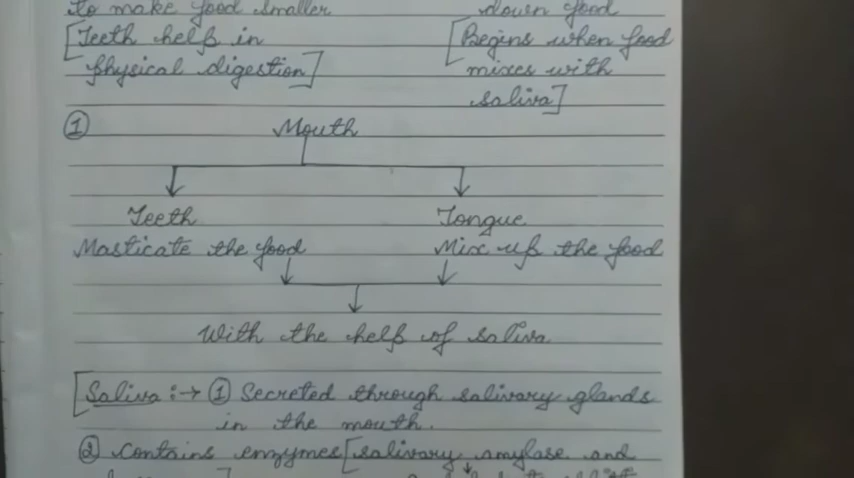 to make food smaller down food
[Teeth help in [Begins when food
physical digestion] mixes with
saliva]
① Mouth
Teeth Tongue
Masticate the food Mix up the food
With the help of saliva
[Saliva :→ ① Secreted through salivary glands
in the mouth.
② Contains enzymes [salivary amylase and